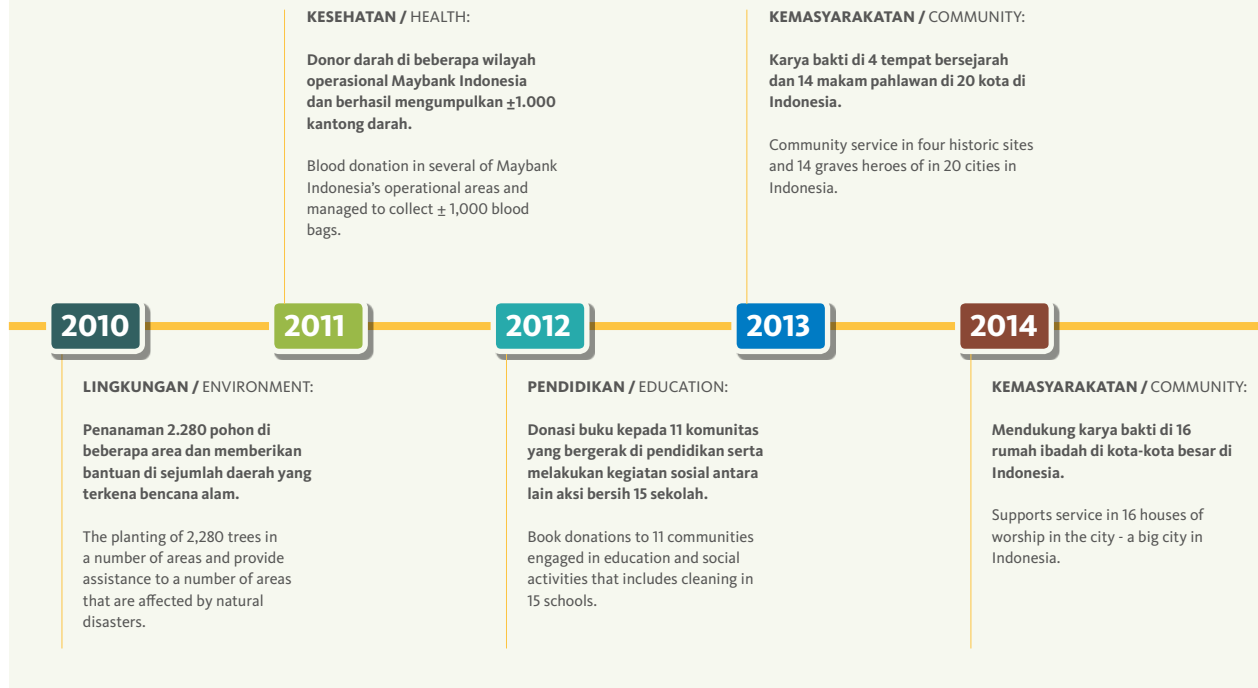 KESEHATAN / HEALTH:
Donor darah di beberapa wilayah
operasional Maybank Indonesia
dan berhasil mengumpulkan ±1.000
kantong darah.
Blood donation in several of Maybank
Indonesia's operational areas and
managed to collect ± 1,000 blood
bags.
KEMASYARAKATAN / COMMUNITY:
Karya bakti di 4 tempat bersejarah
dan 14 makam pahlawan di 20 kota di
Indonesia.
Community service in four historic sites
and 14 graves heroes of in 20 cities in
Indonesia.
2010
2011
2012
2013
2014
LINGKUNGAN / ENVIRONMENT:
Penanaman 2.280 pohon di
beberapa area dan memberikan
bantuan di sejumlah daerah yang
terkena bencana alam.
The planting of 2,280 trees in
a number of areas and provide
assistance to a number of areas
that are affected by natural
disasters.
PENDIDIKAN / EDUCATION:
Donasi buku kepada 11 komunitas
yang bergerak di pendidikan serta
melakukan kegiatan sosial antara
lain aksi bersih 15 sekolah.
Book donations to 11 communities
engaged in education and social
activities that includes cleaning in
15 schools.
KEMASYARAKATAN / COMMUNITY:
Mendukung karya bakti di 16
rumah ibadah di kota-kota besar di
Indonesia.
Supports service in 16 houses of
worship in the city - a big city in
Indonesia.